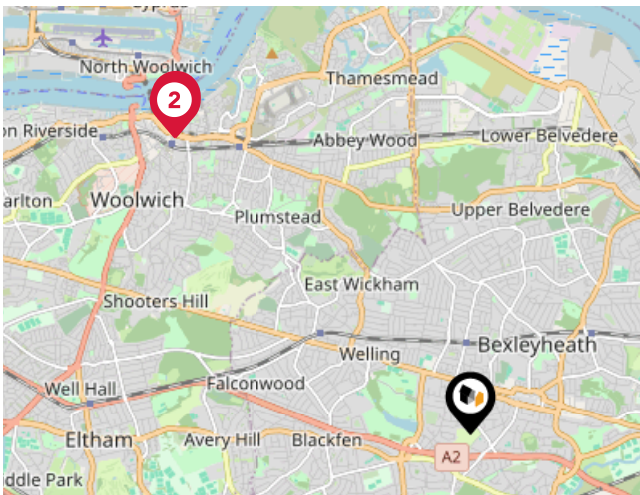 North Woolwich
2
Thamesmead
on Riverside
Abbey Wood
Lower Belvedere
arlton
Woolwich
Plumstead
Upper Belvedere
East Wickham
Shooters Hill
Bexleyheath
Welling
Well Hall
Falconwood
Eltham
Avery Hill
Blackfen
A2
ddle Park